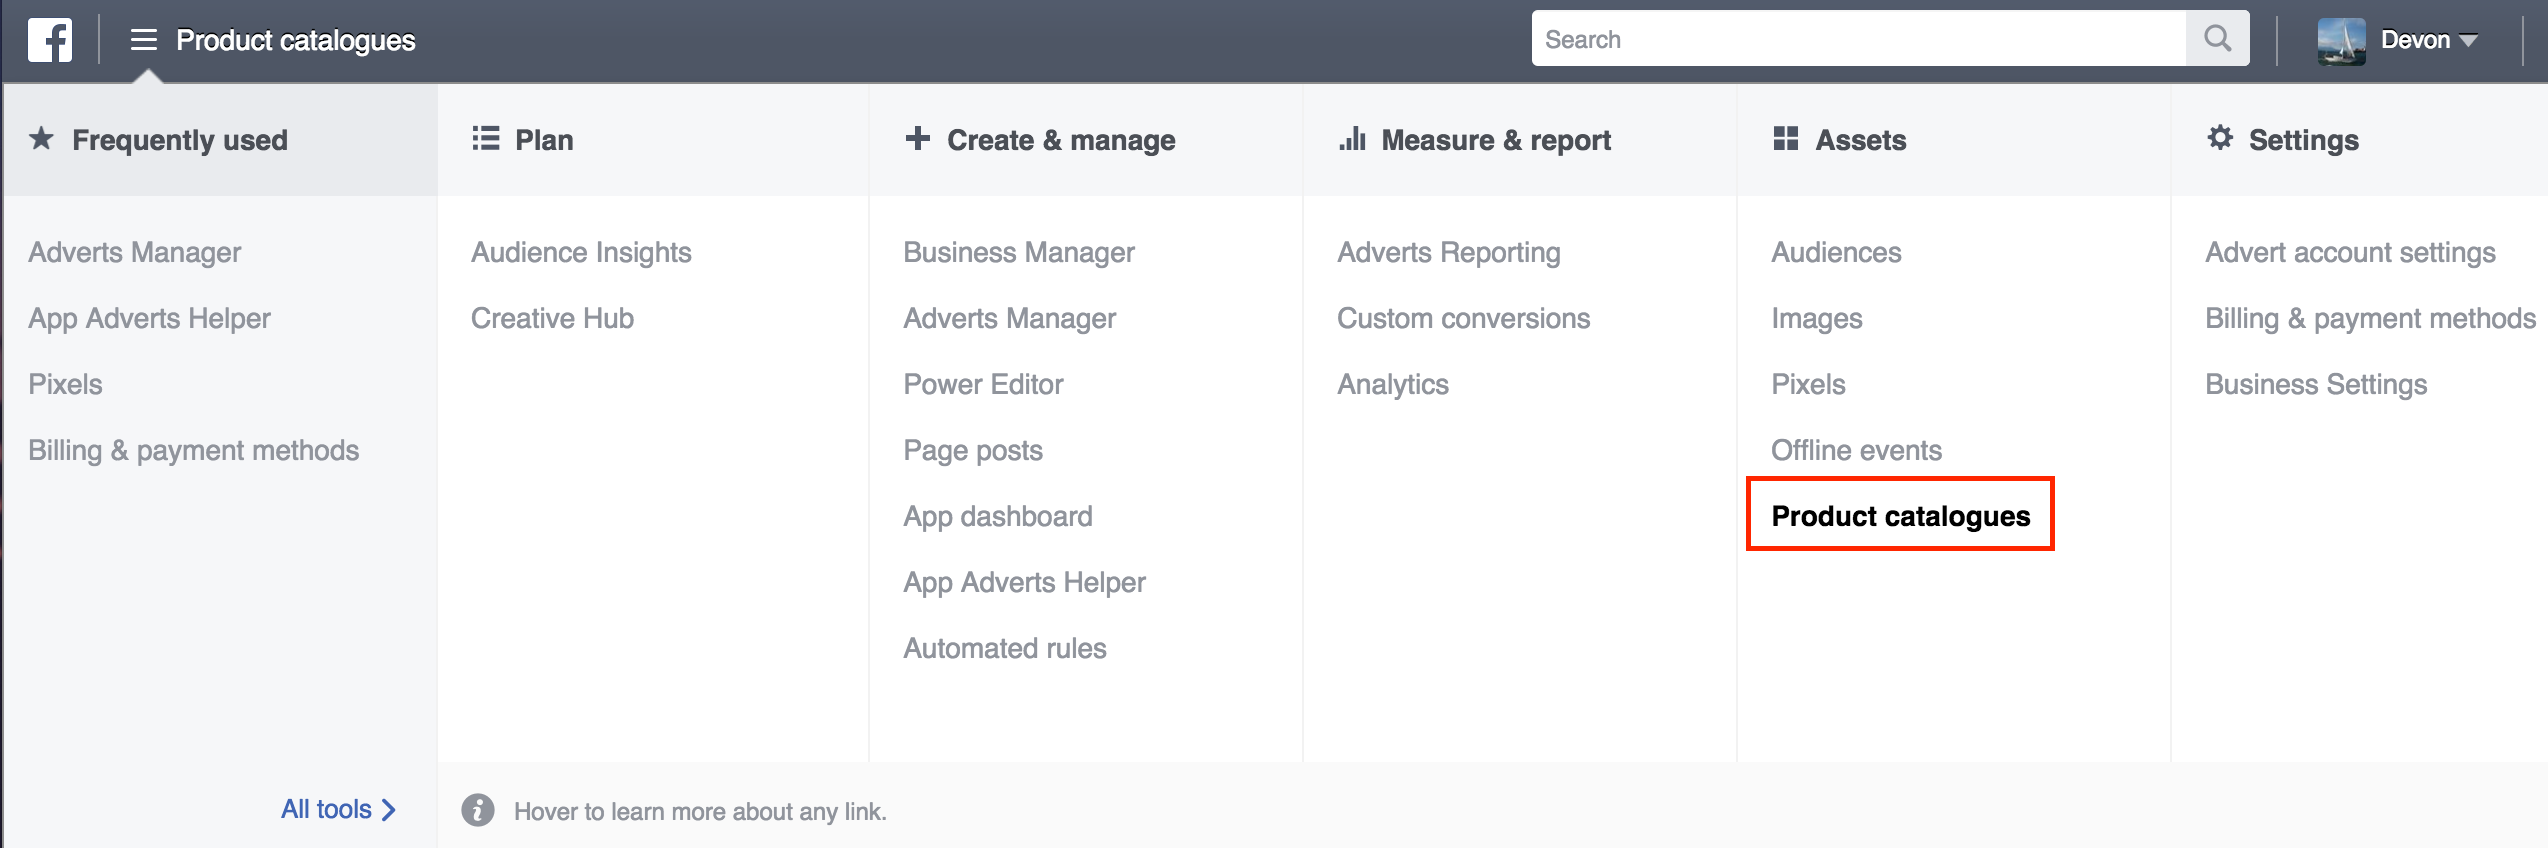 Product catalogues
Search
Devon
Frequently used
Adverts Manager
App Adverts Helper
Pixels
Billing & payment methods
All tools
Plan
Audience Insights
Creative Hub
Create & manage
Business Manager
Adverts Manager
Power Editor
Page posts
App dashboard
App Adverts Helper
Automated rules
Measure & report
Adverts Reporting
Custom conversions
Analytics
Assets
Audiences
Images
Pixels
Offline events
Product catalogues
Settings
Advert account settings
Billing & payment methods
Business Settings
Hover to learn more about any link.